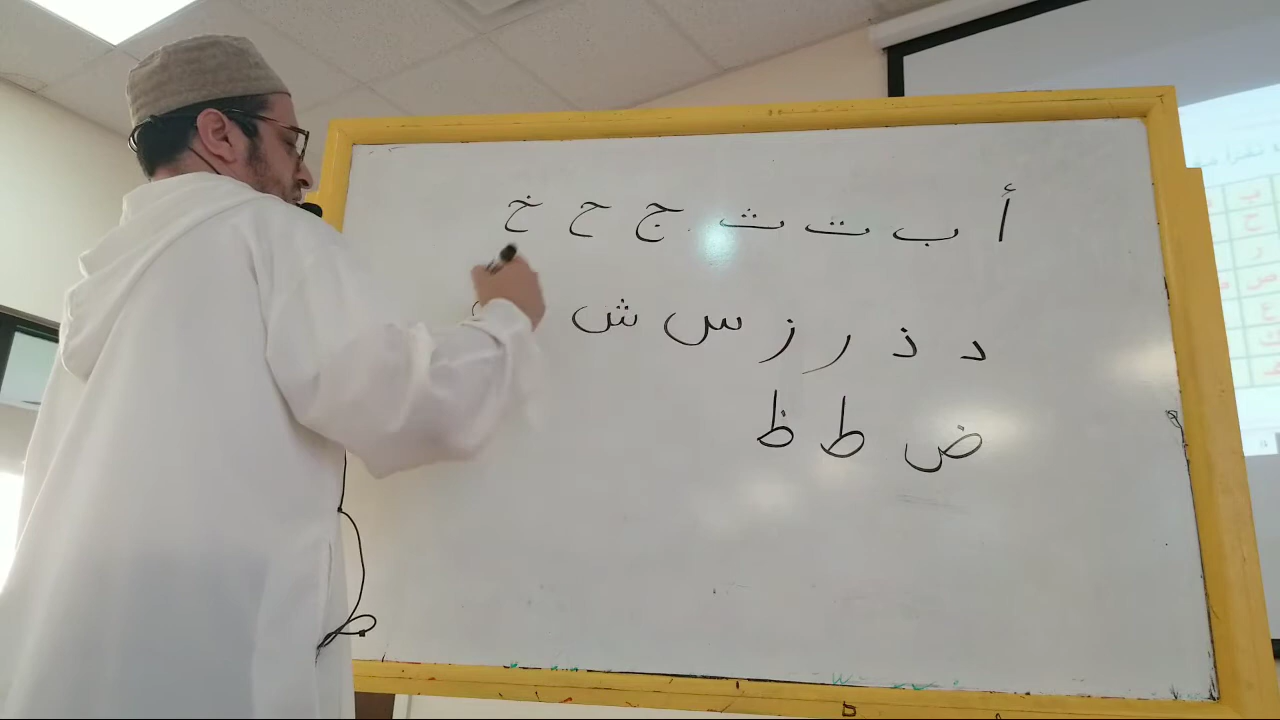 أ ب ت ث ج ح خ
د ذ ر ز س ش
ض ط ظ